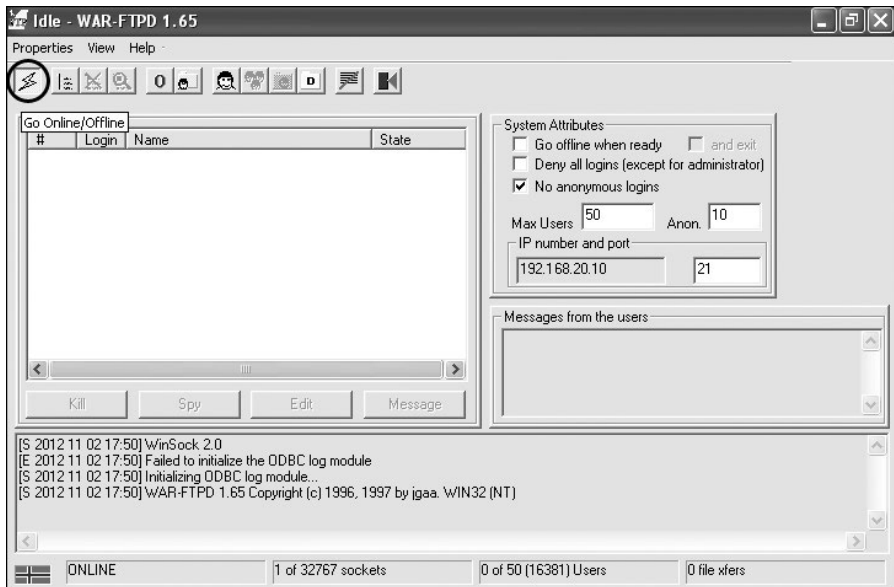 Idle - WAR-FTPD 1.65
Properties View Help
O D
Go Online/Offline
# Login Name State
Kill Spy Edit Message
System Attributes
Go offline when ready and exit
Deny all logins (except for administrator)
No anonymous logins
Max Users 50 Anon. 10
IP number and port
192.168.20.10 21
Messages from the users
[S 2012 11 02 17:50] WinSock 2.0
[E 2012 11 02 17:50] Failed to initialize the ODBC log module
[S 2012 11 02 17:50] Initializing ODBC log module...
[S 2012 11 02 17:50] WAR-FTPD 1.65 Copyright (c) 1996, 1997 by jgaa. WIN32 (NT)
ONLINE 1 of 32767 sockets 0 of 50 (16381) Users 0 file xfers